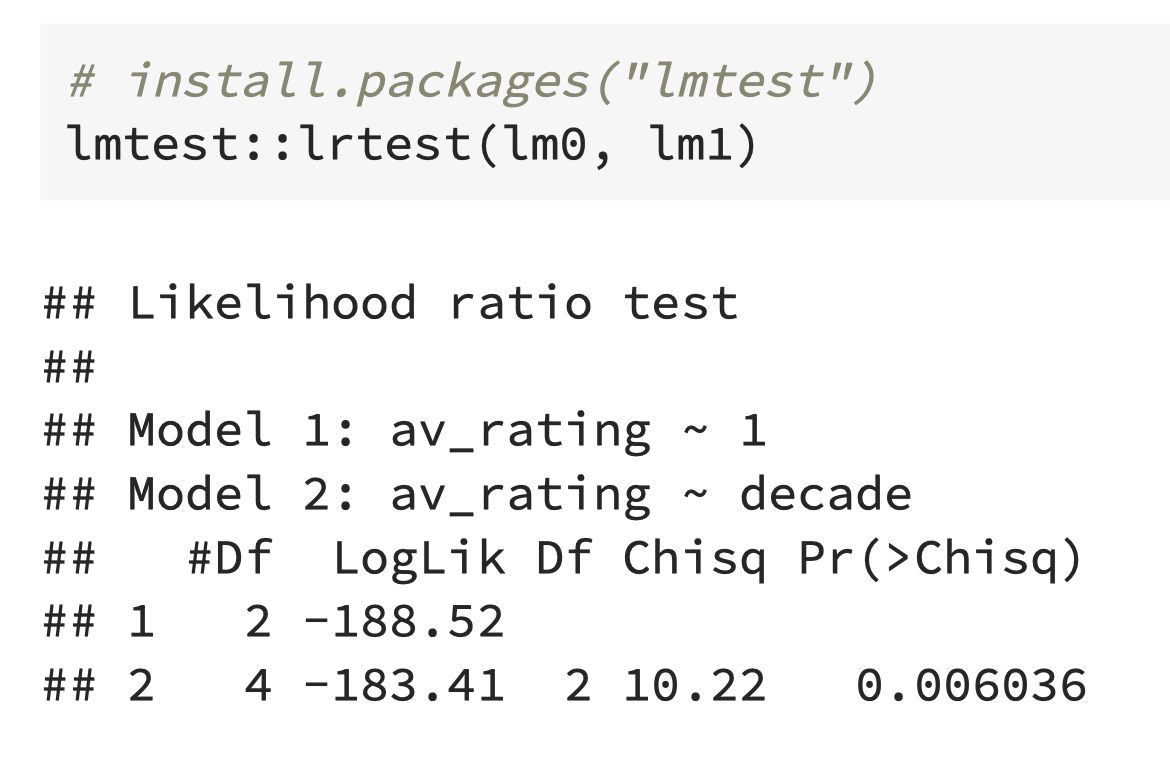 # install.packages("lmtest")
lmtest::lrtest(lm0, lm1)
## Likelihood ratio test
##
## Model 1: av_rating ~ 1
## Model 2: av_rating ~ decade
##   #Df  LogLik Df Chisq Pr(>Chisq)
## 1   2 −188.52
## 2   4 −183.41  2 10.22   0.006036